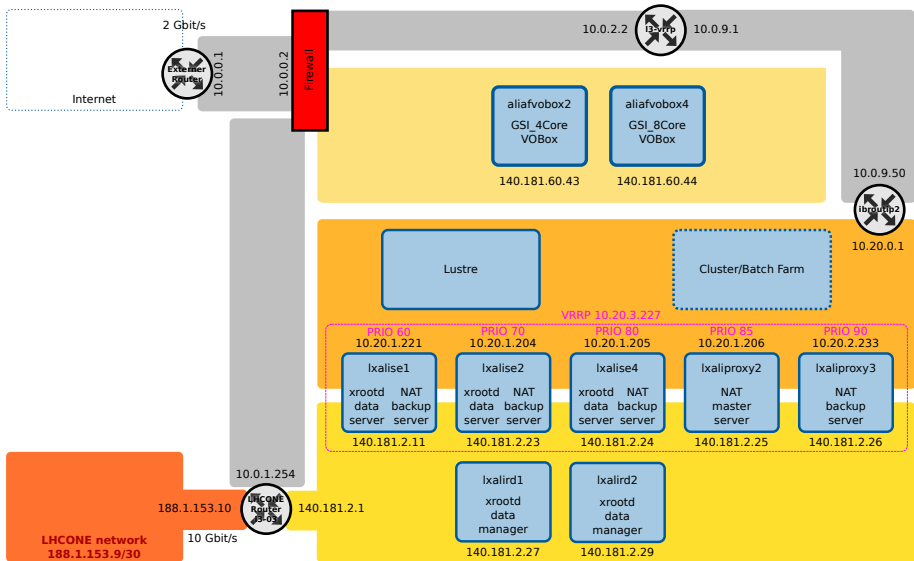 2 Gbit/s
Externer
Router
Internet
10.0.0.1
10.0.0.2
Firewall
10.0.2.2
l3-vrrp
10.0.9.1
aliafvobox2
GSI_4Core
VOBox
140.181.60.43
aliafvobox4
GSI_8Core
VOBox
140.181.60.44
10.0.9.50
ibroutip2
10.20.0.1
Lustre
Cluster/Batch Farm
VRRP 10.20.3.227
PRIO 60
10.20.1.221
lxalise1
xrootd NAT
data backup
server server
140.181.2.11
PRIO 70
10.20.1.204
lxalise2
xrootd NAT
data backup
server server
140.181.2.23
PRIO 80
10.20.1.205
lxalise4
xrootd NAT
data backup
server server
140.181.2.24
PRIO 85
10.20.1.206
lxaliproxy2
NAT
master
server
140.181.2.25
PRIO 90
10.20.2.233
lxaliproxy3
NAT
backup
server
140.181.2.26
lxalird1
xrootd
data
manager
140.181.2.27
lxalird2
xrootd
data
manager
140.181.2.29
10.0.1.254
188.1.153.10
LHCONE
Router
l3-03
140.181.2.1
10 Gbit/s
LHCONE network
188.1.153.9/30